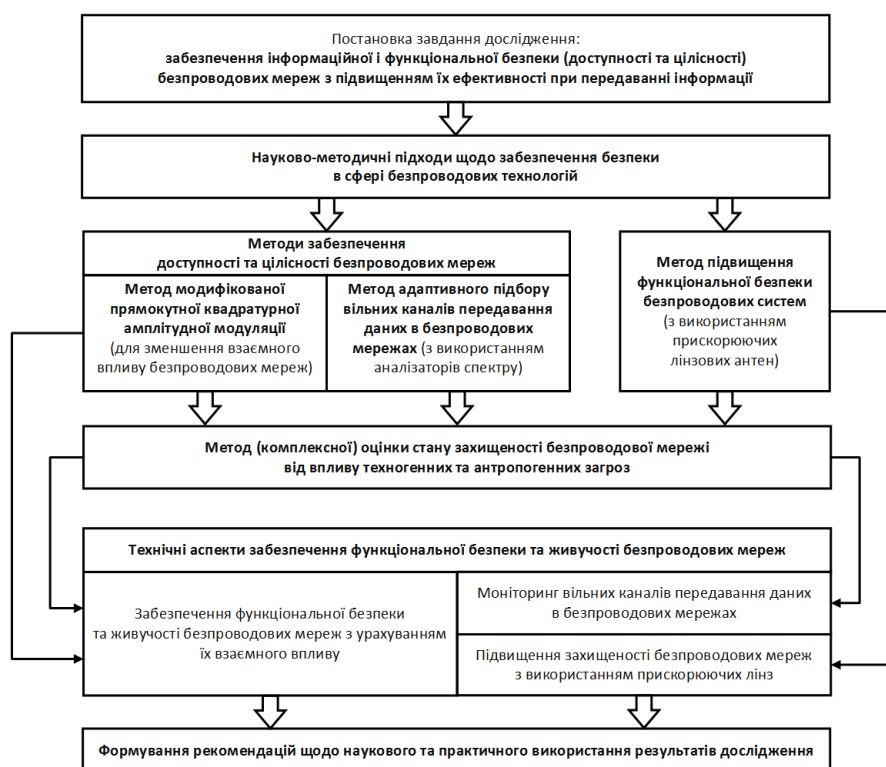 Постановка завдання дослідження:
забезпечення інформаційної і функціональної безпеки (доступності та цілісності)
безпроводових мереж з підвищенням їх ефективності при передаванні інформації
Науково-методичні підходи щодо забезпечення безпеки
в сфері безпроводових технологій
Методи забезпечення
доступності та цілісності безпроводових мереж
Метод модифікованої
прямокутної квадратурної
амплітудної модуляції
(для зменшення взаємного
впливу безпроводових мереж)
Метод адаптивного підбору
вільних каналів передавання
даних в безпроводових
мережах (з використанням
аналізаторів спектру)
Метод підвищення
функціональної безпеки
безпроводових систем
(з використанням
прискорюючих
лінзових антен)
Метод (комплексної) оцінки стану захищеності безпроводової мережі
від впливу техногенних та антропогенних загроз
Технічні аспекти забезпечення функціональної безпеки та живучості безпроводових мереж
Забезпечення функціональної безпеки
та живучості безпроводових мереж з урахуванням
їх взаємного впливу
Моніторинг вільних каналів передавання даних
в безпроводових мережах
Підвищення захищеності безпроводових мереж
з використанням прискорюючих лінз
Формування рекомендацій щодо наукового та практичного використання результатів дослідження